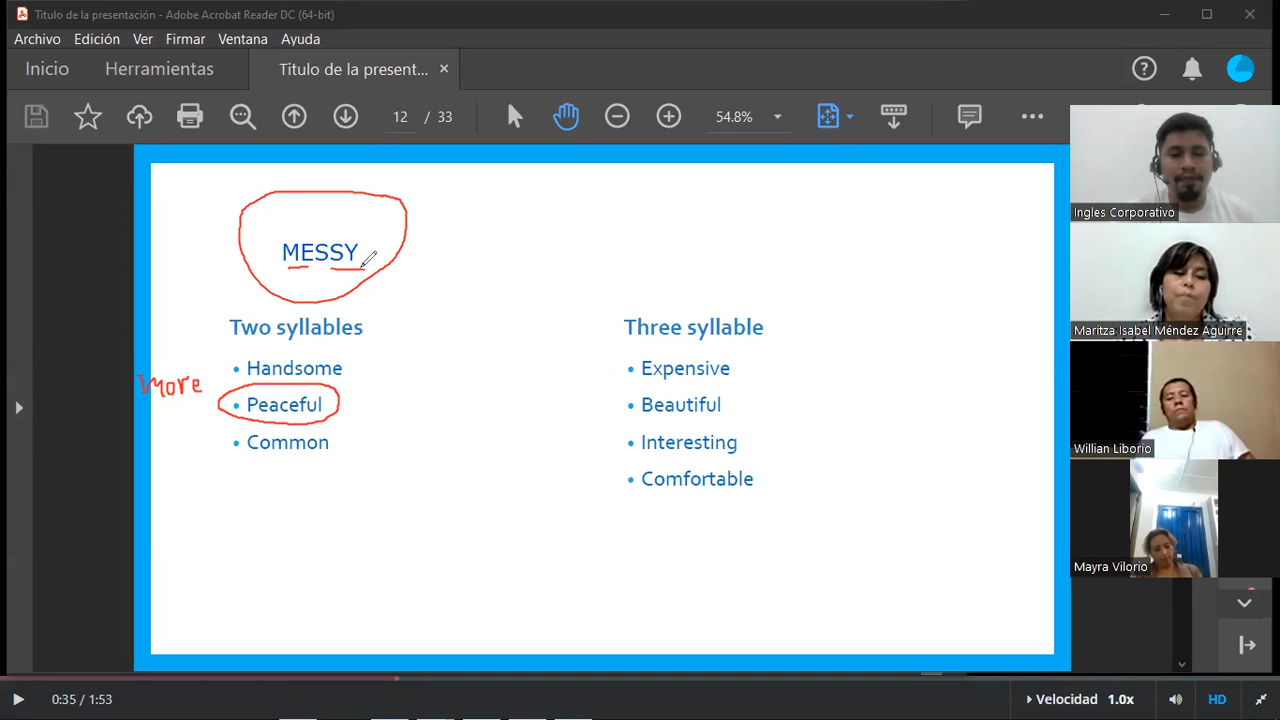 Titulo de la presentación - Adobe Acrobat Reader DC (64-bit)
Archivo Edición Ver Firmar Ventana Ayuda
Inicio Herramientas Titulo de la present... ×
12 / 33 54.8%
MESSY
Two syllables
• Handsome
more
• Peaceful
• Common
Three syllable
• Expensive
• Beautiful
• Interesting
• Comfortable
Ingles Corporativo
Maritza Isabel Méndez Aguirre
Willian Liborio
Mayra Vilorio
0:35 / 1:53 Velocidad 1.0x HD